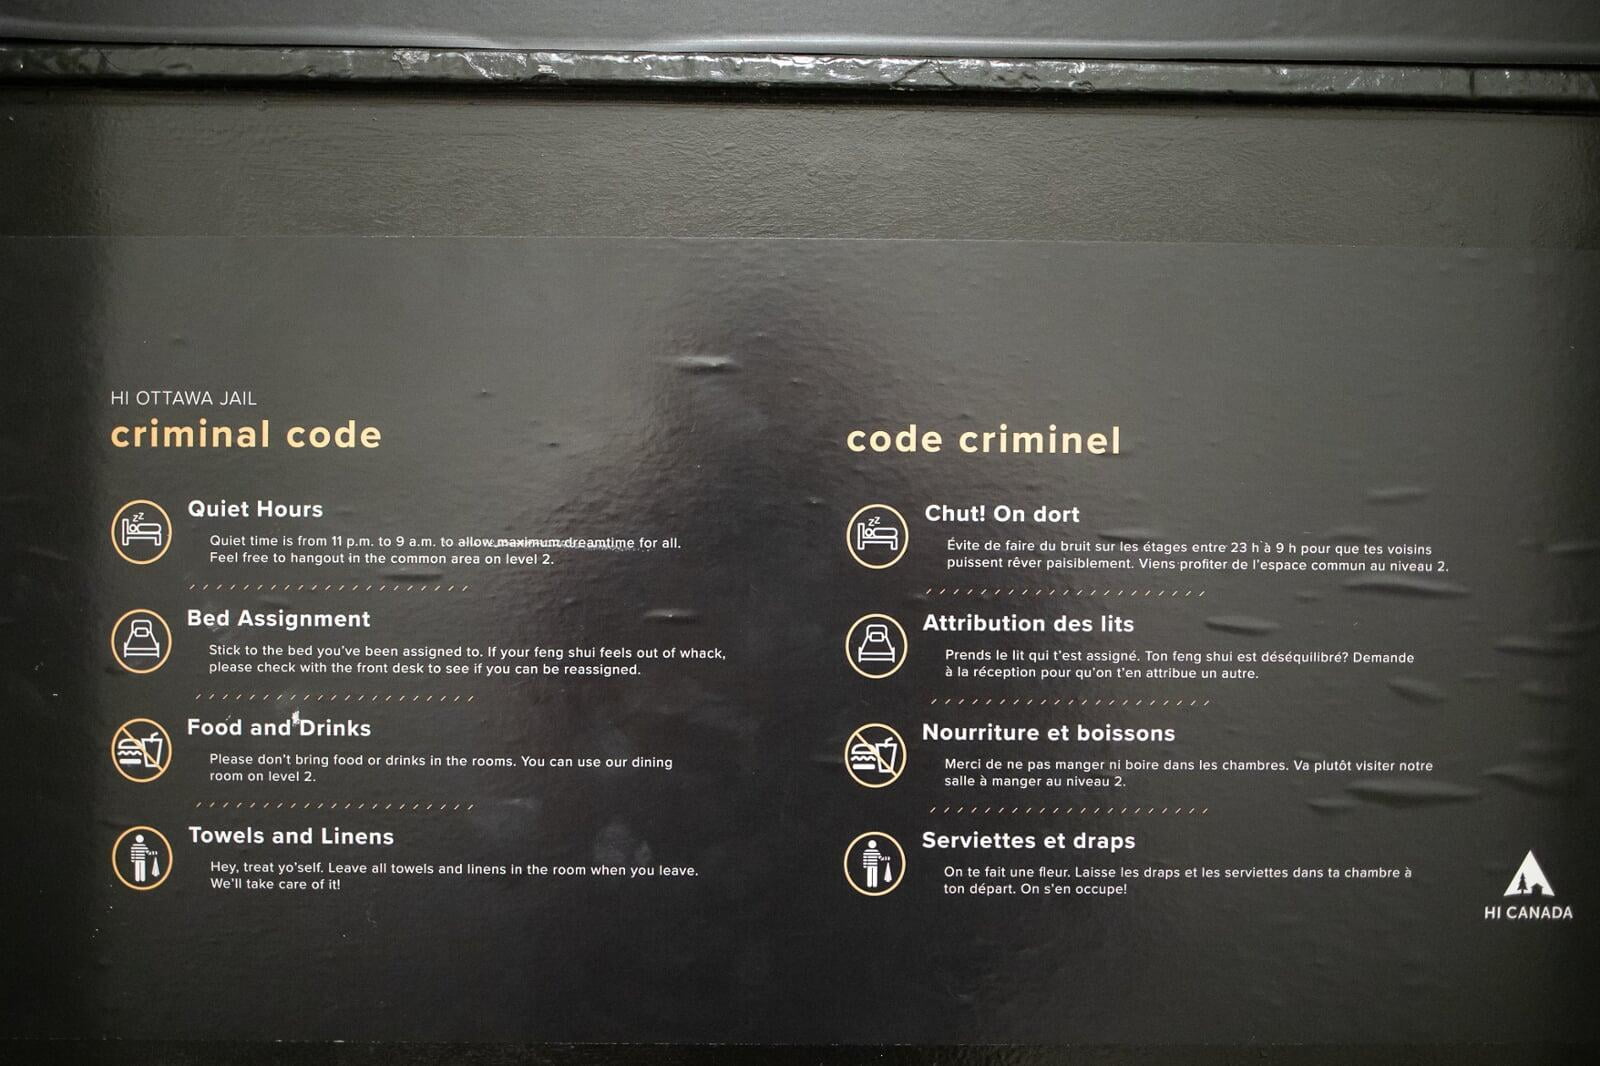 HI OTTAWA JAIL
criminal code
Quiet Hours
Quiet time is from 11 p.m. to 9 a.m. to allow maximum dreamtime for all.
Feel free to hangout in the common area on level 2.
Bed Assignment
Stick to the bed you've been assigned to. If your feng shui feels out of whack,
please check with the front desk to see if you can be reassigned.
Food and Drinks
Please don't bring food or drinks in the rooms. You can use our dining
room on level 2.
Towels and Linens
Hey, treat yo'self. Leave all towels and linens in the room when you leave.
We'll take care of it!
code criminel
Chut! On dort
Évite de faire du bruit sur les étages entre 23 h à 9 h pour que tes voisins
puissent rêver paisiblement. Viens profiter de l'espace commun au niveau 2.
Attribution des lits
Prends le lit qui t'est assigné. Ton feng shui est déséquilibré? Demande
à la réception pour qu'on t'en attribue un autre.
Nourriture et boissons
Merci de ne pas manger ni boire dans les chambres. Va plutôt visiter notre
salle à manger au niveau 2.
Serviettes et draps
On te fait une fleur. Laisse les draps et les serviettes dans ta chambre à
ton départ. On s'en occupe!
HI CANADA